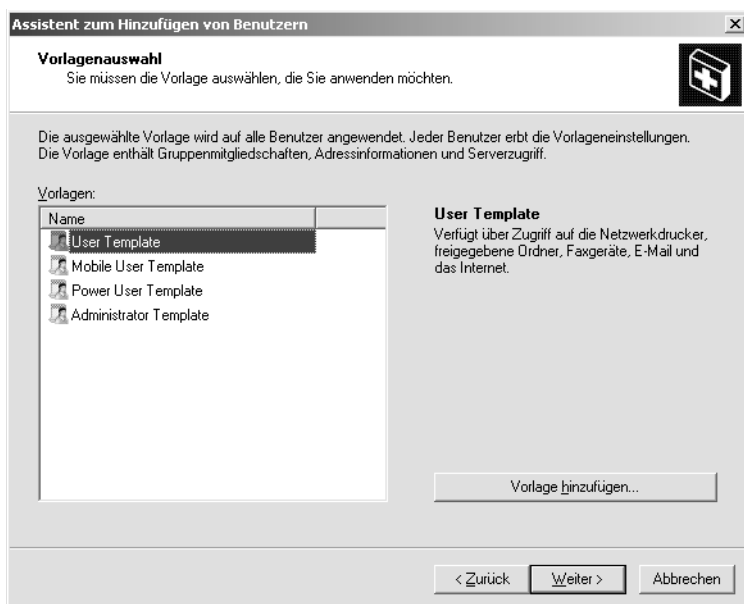 Assistent zum Hinzufügen von Benutzern
Vorlagenauswahl
Sie müssen die Vorlage auswählen, die Sie anwenden möchten.
Die ausgewählte Vorlage wird auf alle Benutzer angewendet. Jeder Benutzer erbt die Vorlageneinstellungen.
Die Vorlage enthält Gruppenmitgliedschaften, Adressinformationen und Serverzugriff.
Vorlagen:
Name
User Template
Mobile User Template
Power User Template
Administrator Template
User Template
Verfügt über Zugriff auf die Netzwerkdrucker,
freigegebene Ordner, Faxgeräte, E-Mail und
das Internet.
Vorlage hinzufügen...
< Zurück
Weiter >
Abbrechen